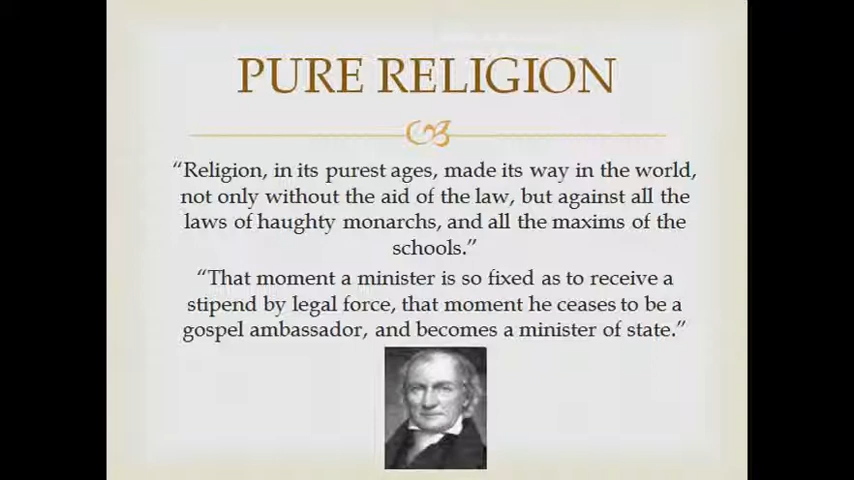 PURE RELIGION
“Religion, in its purest ages, made its way in the world,
not only without the aid of the law, but against all the
laws of haughty monarchs, and all the maxims of the
schools.”
“That moment a minister is so fixed as to receive a
stipend by legal force, that moment he ceases to be a
gospel ambassador, and becomes a minister of state.”